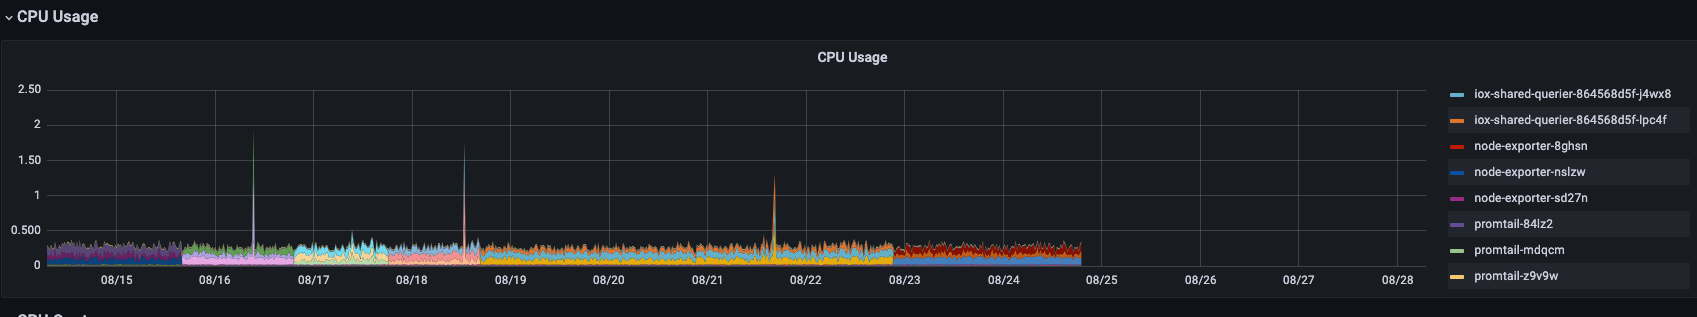 CPU Usage
CPU Usage
2.50
2
1.50
1
0.500
0
08/15 08/16 08/17 08/18 08/19 08/20 08/21 08/22 08/23 08/24 08/25 08/26 08/27 08/28
iox-shared-querier-864568d5f-j4wx8
iox-shared-querier-864568d5f-lpc4f
node-exporter-8ghsn
node-exporter-nslzw
node-exporter-sd27n
promtail-84lz2
promtail-mdqcm
promtail-z9v9w